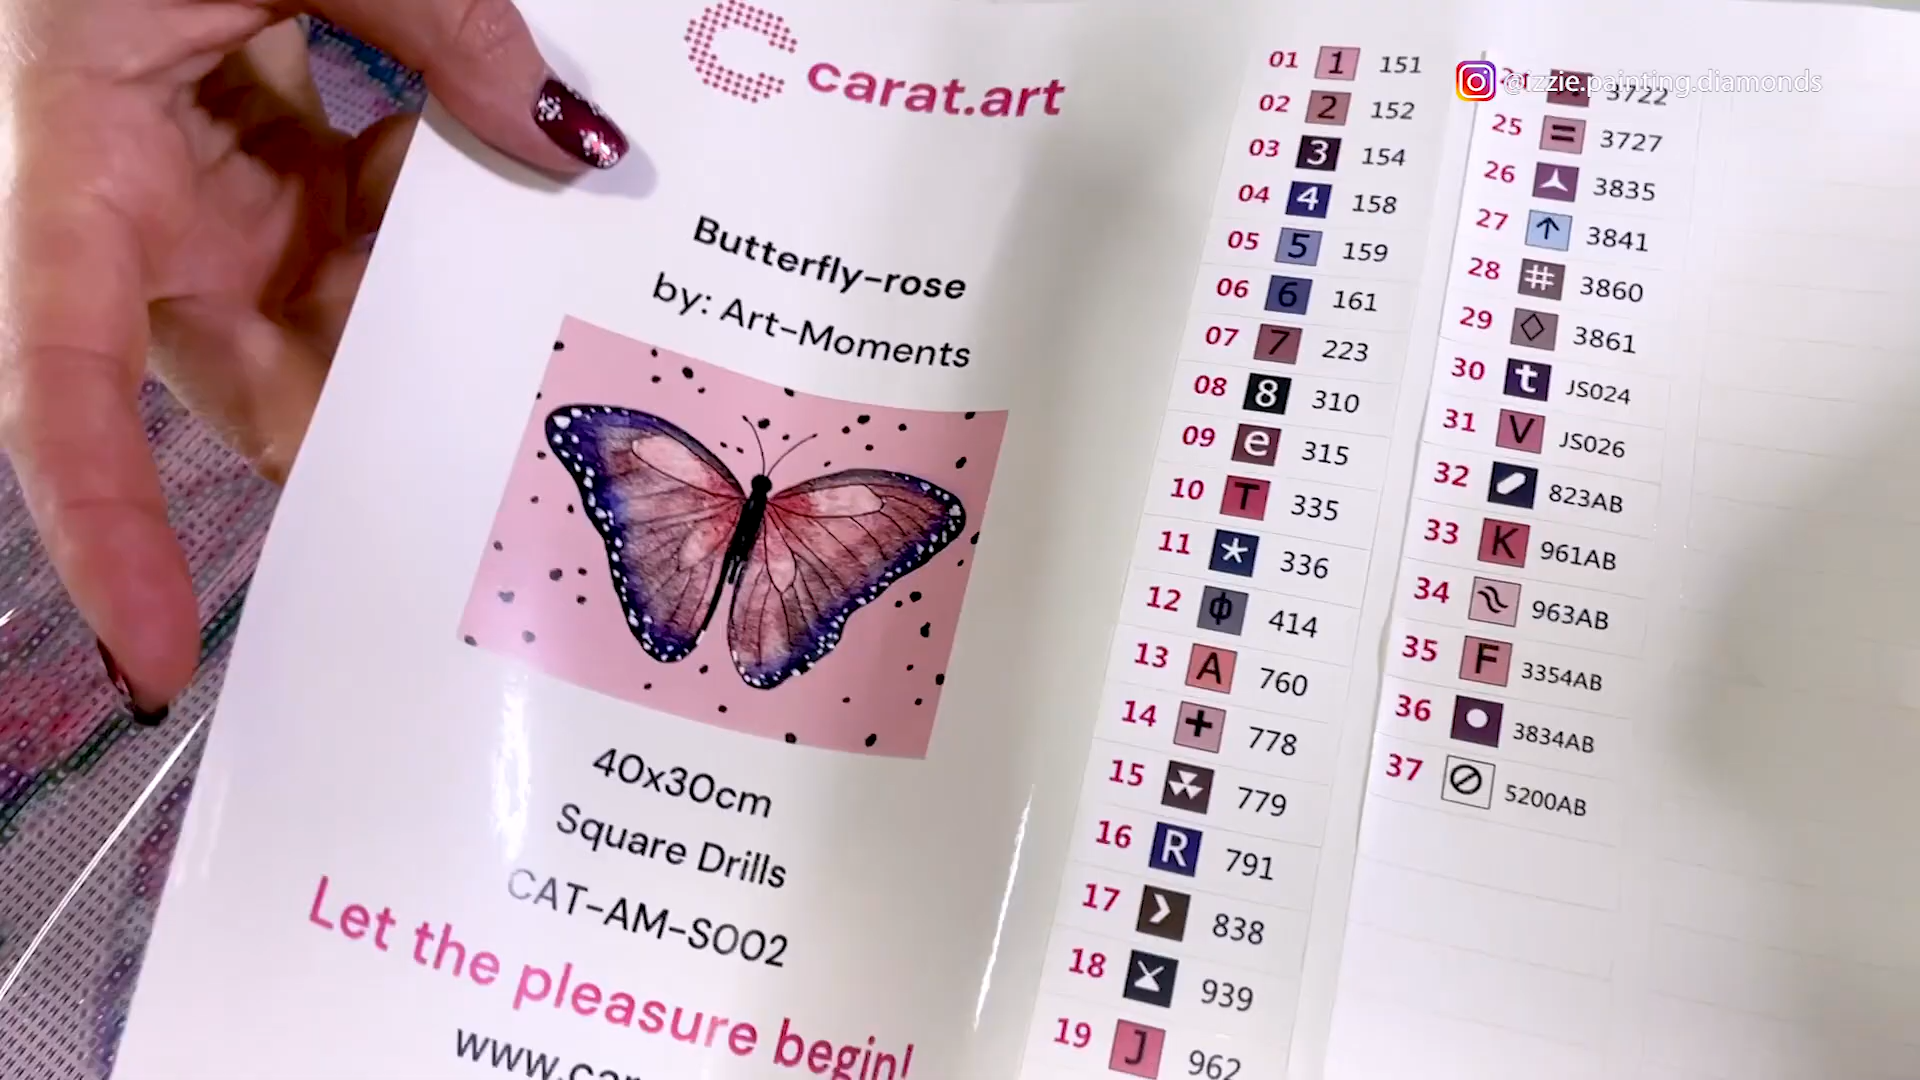 carat.art
Butterfly-rose
by: Art-Moments
40x30cm
Square Drills
CAT-AM-S002
Let the pleasure begin!
www.
01 1 151
02 2 152
03 3 154
04 4 158
05 5 159
06 6 161
07 7 223
08 8 310
09 e 315
10 T 335
11 * 336
12 ф 414
13 A 760
14 + 778
15 779
16 R 791
17 838
18 939
19 J 962
3722
25 = 3727
26 3835
27 ↑ 3841
28 # 3860
29 ◇ 3861
30 t JS024
31 V JS026
32 823AB
33 K 961AB
34 963AB
35 F 3354AB
36 3834AB
37 5200AB
@izzie.painting.diamonds